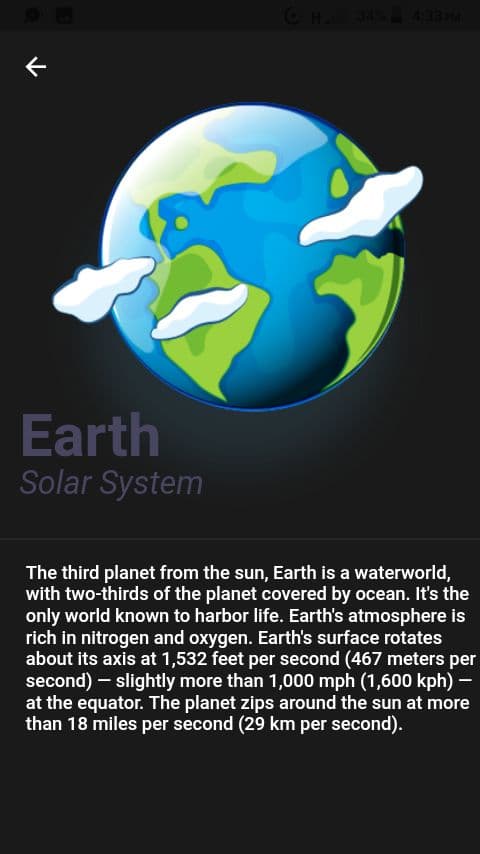 H 34% 4:33 PM
Earth
Solar System
The third planet from the sun, Earth is a waterworld,
with two-thirds of the planet covered by ocean. It's the
only world known to harbor life. Earth's atmosphere is
rich in nitrogen and oxygen. Earth's surface rotates
about its axis at 1,532 feet per second (467 meters per
second) — slightly more than 1,000 mph (1,600 kph) —
at the equator. The planet zips around the sun at more
than 18 miles per second (29 km per second).